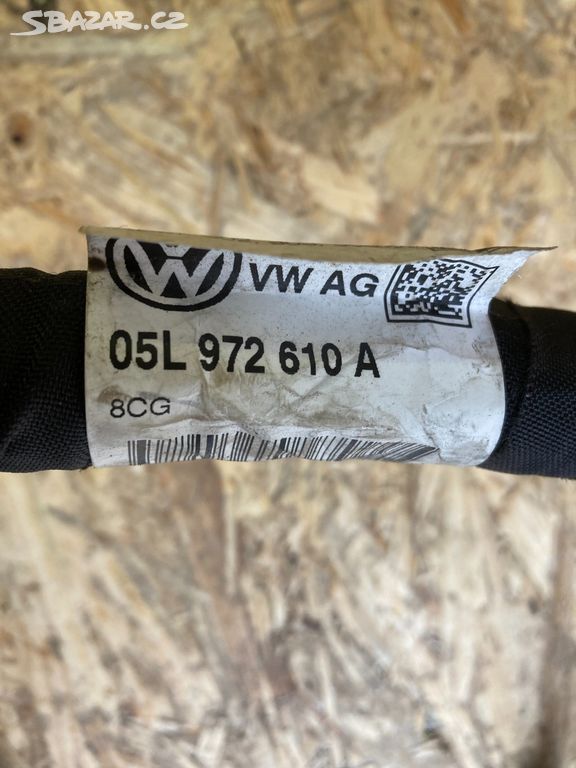 SBAZAR.CZ
VW AG
05L 972 610 A
8CG